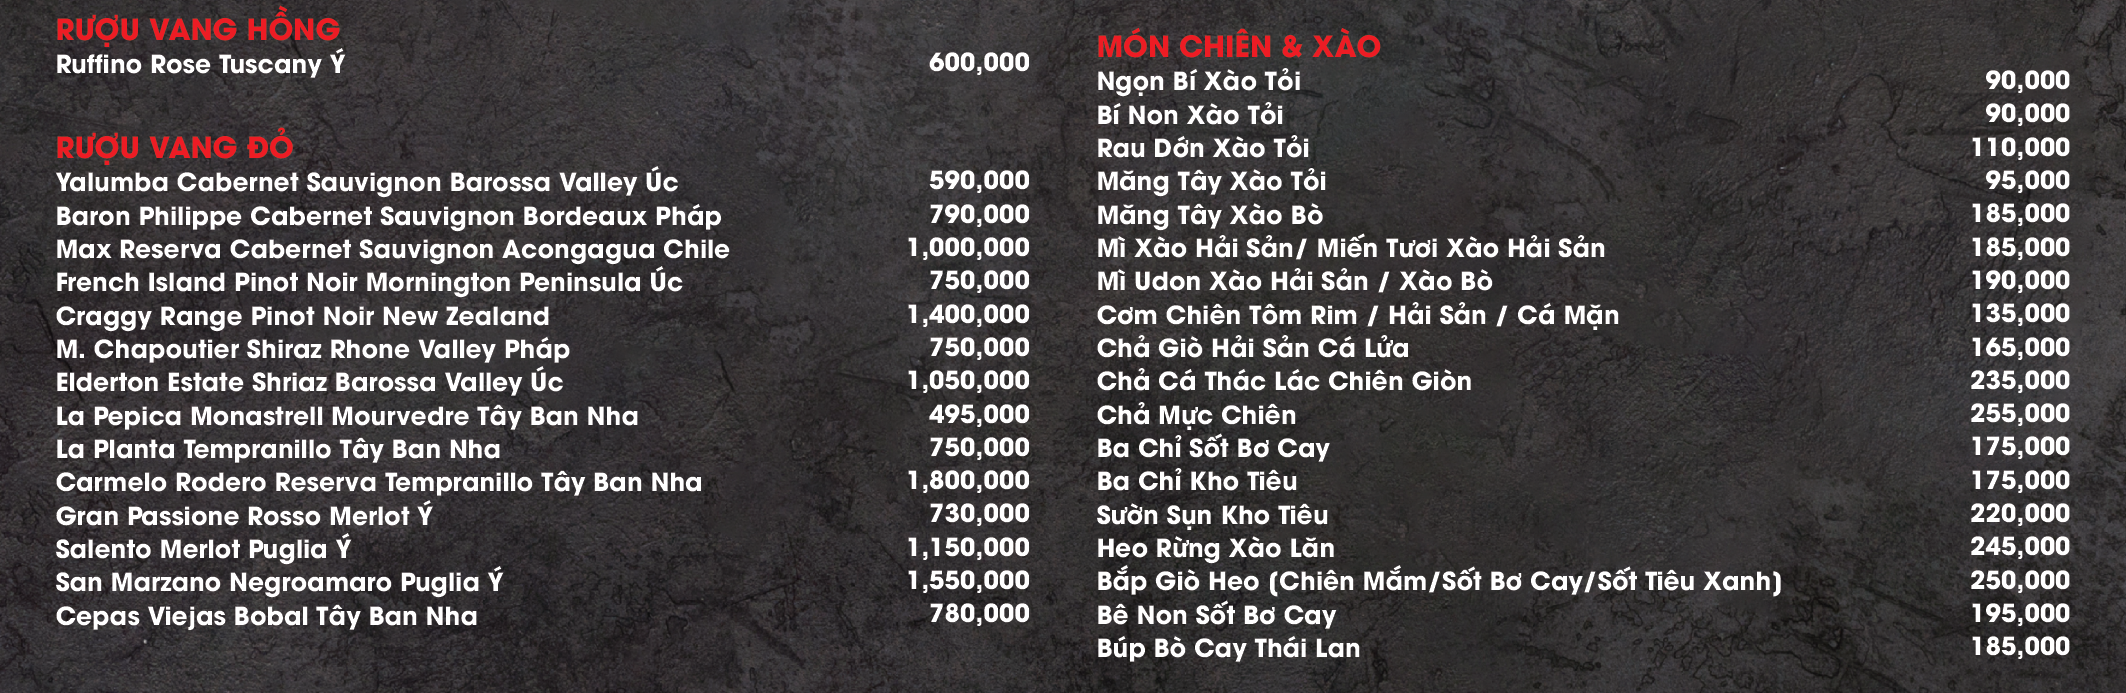 RƯỢU VANG HỒNG
Ruffino Rose Tuscany Ý 600,000
RƯỢU VANG ĐỎ
Yalumba Cabernet Sauvignon Barossa Valley Úc 590,000
Baron Philippe Cabernet Sauvignon Bordeaux Pháp 790,000
Max Reserva Cabernet Sauvignon Acongagua Chile 1,000,000
French Island Pinot Noir Mornington Peninsula Úc 750,000
Craggy Range Pinot Noir New Zealand 1,400,000
M. Chapoutier Shiraz Rhone Valley Pháp 750,000
Elderton Estate Shriaz Barossa Valley Úc 1,050,000
La Pepica Monastrell Mourvedre Tây Ban Nha 495,000
La Planta Tempranillo Tây Ban Nha 750,000
Carmelo Rodero Reserva Tempranillo Tây Ban Nha 1,800,000
Gran Passione Rosso Merlot Ý 730,000
Salento Merlot Puglia Ý 1,150,000
San Marzano Negroamaro Puglia Ý 1,550,000
Cepas Viejas Bobal Tây Ban Nha 780,000
MÓN CHIÊN & XÀO
Ngọn Bí Xào Tỏi 90,000
Bí Non Xào Tỏi 90,000
Rau Dớn Xào Tỏi 110,000
Măng Tây Xào Tỏi 95,000
Măng Tây Xào Bò 185,000
Mì Xào Hải Sản/ Miến Tươi Xào Hải Sản 185,000
Mì Udon Xào Hải Sản / Xào Bò 190,000
Cơm Chiên Tôm Rim / Hải Sản / Cá Mặn 135,000
Chả Giò Hải Sản Cá Lửa 165,000
Chả Cá Thác Lác Chiên Giòn 235,000
Chả Mực Chiên 255,000
Ba Chỉ Sốt Bơ Cay 175,000
Ba Chỉ Kho Tiêu 175,000
Sườn Sụn Kho Tiêu 220,000
Heo Rừng Xào Lăn 245,000
Bắp Giò Heo (Chiên Mắm/Sốt Bơ Cay/Sốt Tiêu Xanh) 250,000
Bê Non Sốt Bơ Cay 195,000
Búp Bò Cay Thái Lan 185,000